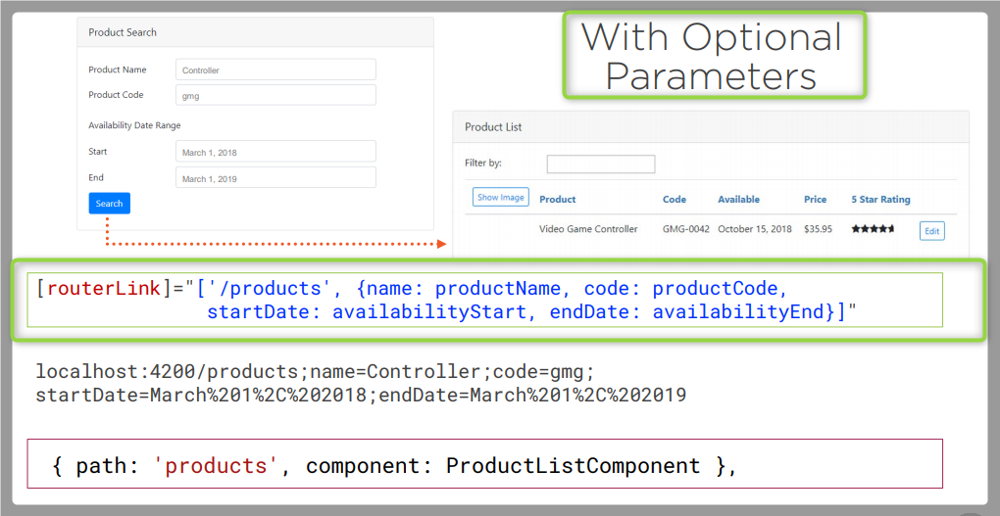 With Optional
Parameters
Product Search
Product Name Controller
Product Code gmg
Availability Date Range
Start March 1, 2018
End March 1, 2019
Search
Product List
Filter by:
Show Image Product Code Available Price 5 Star Rating
Video Game Controller GMG-0042 October 15, 2018 $35.95 Edit
[routerLink]="['/products', {name: productName, code: productCode,
startDate: availabilityStart, endDate: availabilityEnd}]"
localhost:4200/products;name=Controller;code=gmg;
startDate=March%201%2C%202018;endDate=March%201%2C%202019
{ path: 'products', component: ProductListComponent },